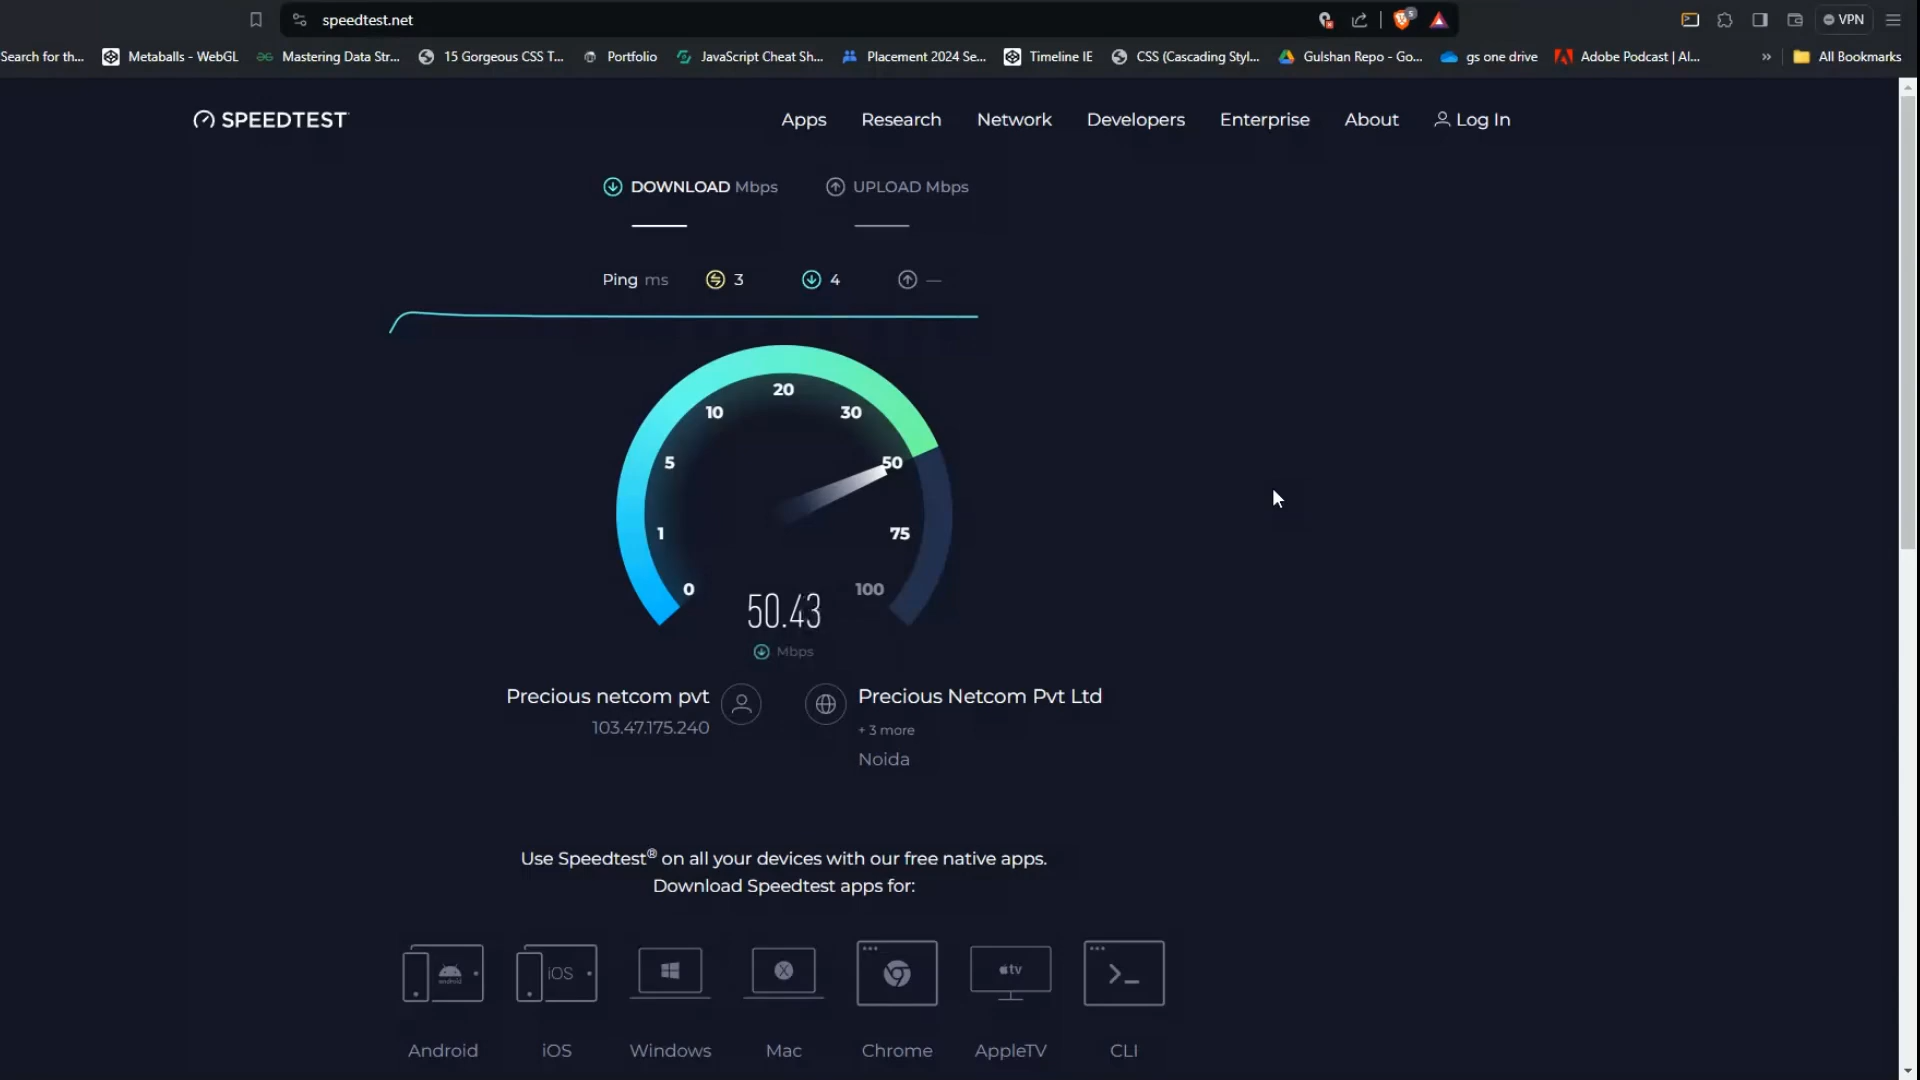 speedtest.net
5
VPN
Search for th...
Metaballs - WebGL
Mastering Data Str...
15 Gorgeous CSS T...
Portfolio
JavaScript Cheat Sh...
Placement 2024 Se...
Timeline IE
CSS (Cascading Styl...
Gulshan Repo - Go...
gs one drive
Adobe Podcast | AI...
»
All Bookmarks
SPEEDTEST
Apps
Research
Network
Developers
Enterprise
About
Log In
DOWNLOAD Mbps
UPLOAD Mbps
Ping ms
3
4
—
0
1
5
10
20
30
50
75
100
50.43
Mbps
Precious netcom pvt
103.47.175.240
Precious Netcom Pvt Ltd
+ 3 more
Noida
Use Speedtest® on all your devices with our free native apps.
Download Speedtest apps for:
android
iOS
X
tv
>_
Android
iOS
Windows
Mac
Chrome
AppleTV
CLI